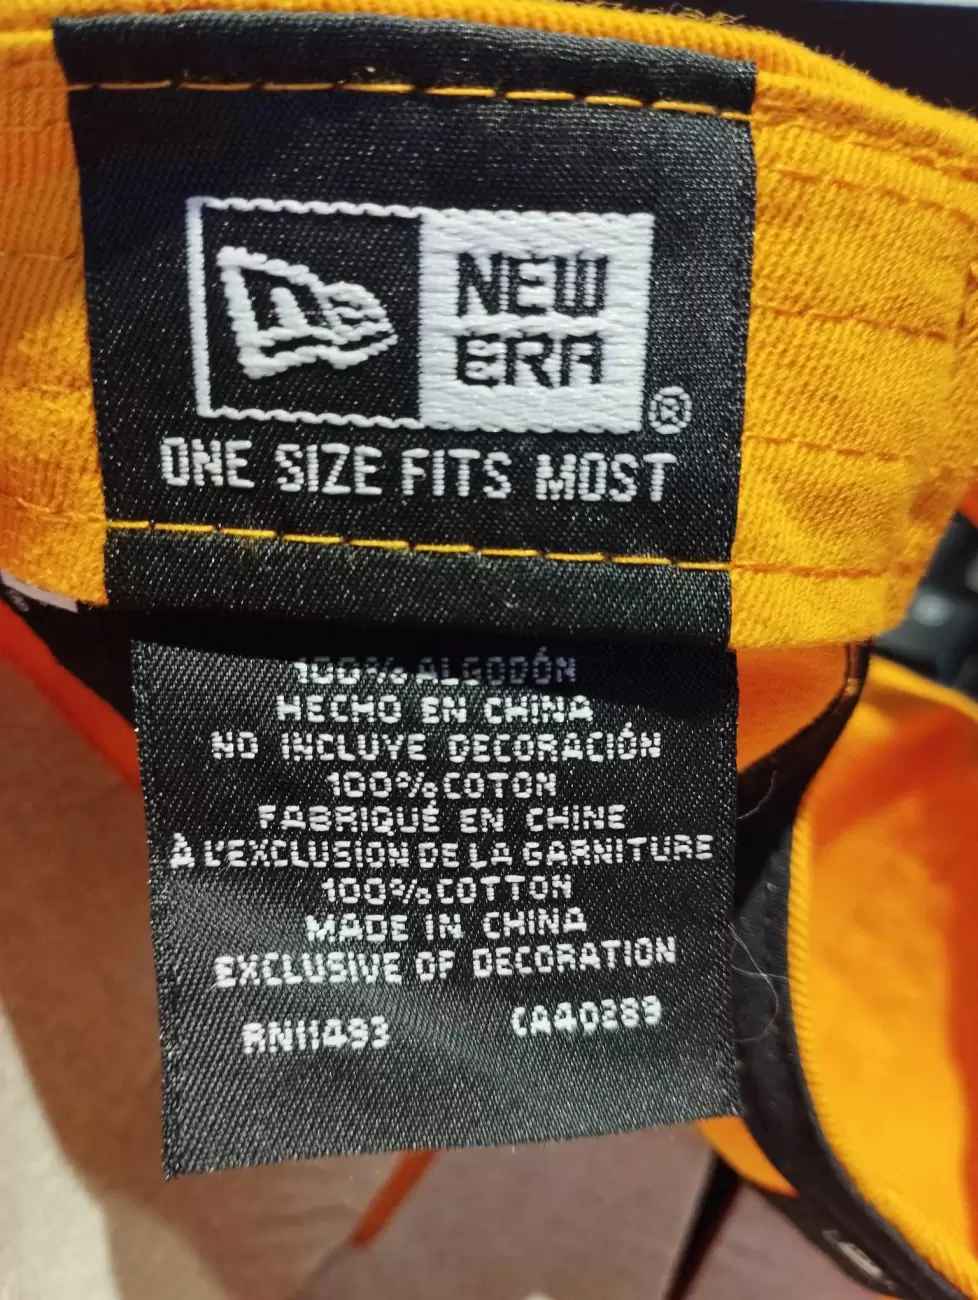 NEW
ERA
®
ONE SIZE FITS MOST
100% ALGODÓN
HECHO EN CHINA
NO INCLUYE DECORACIÓN
100% COTON
FABRIQUÉ EN CHINE
À L'EXCLUSION DE LA GARNITURE
100% COTTON
MADE IN CHINA
EXCLUSIVE OF DECORATION
RN11493 CA40289